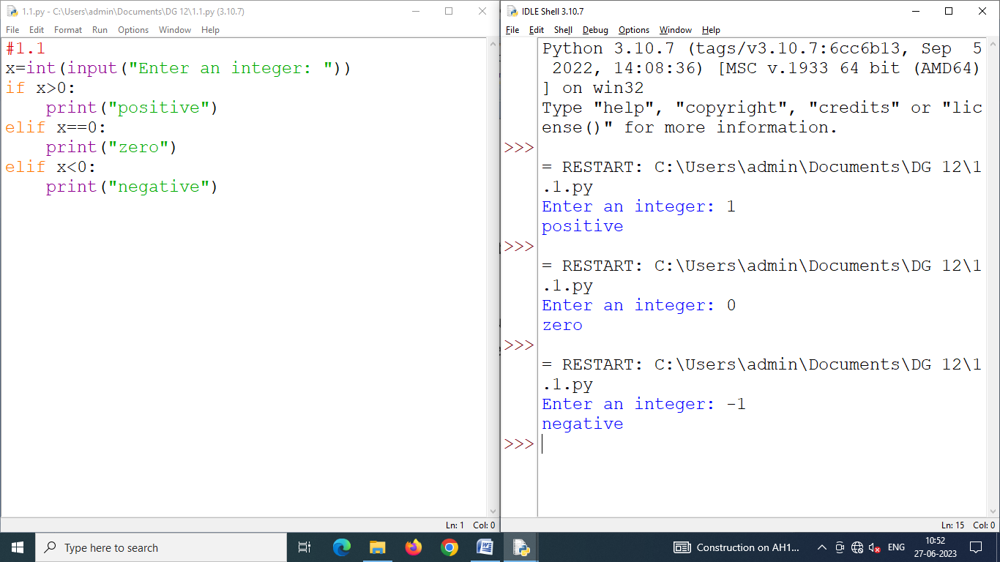 1.1.py - C:\Users\admin\Documents\DG 12\1.1.py (3.10.7)
File Edit Format Run Options Window Help
#1.1
x=int(input("Enter an integer: "))
if x>0:
    print("positive")
elif x==0:
    print("zero")
elif x<0:
    print("negative")
Ln: 1 Col: 0
IDLE Shell 3.10.7
File Edit Shell Debug Options Window Help
Python 3.10.7 (tags/v3.10.7:6cc6b13, Sep  5
 2022, 14:08:36) [MSC v.1933 64 bit (AMD64)
] on win32
Type "help", "copyright", "credits" or "lic
ense()" for more information.
>>>
= RESTART: C:\Users\admin\Documents\DG 12\1
.1.py
Enter an integer: 1
positive
>>>
= RESTART: C:\Users\admin\Documents\DG 12\1
.1.py
Enter an integer: 0
zero
>>>
= RESTART: C:\Users\admin\Documents\DG 12\1
.1.py
Enter an integer: -1
negative
>>>
Ln: 15 Col: 0
Type here to search
Construction on AH1...
ENG
10:52
27-06-2023